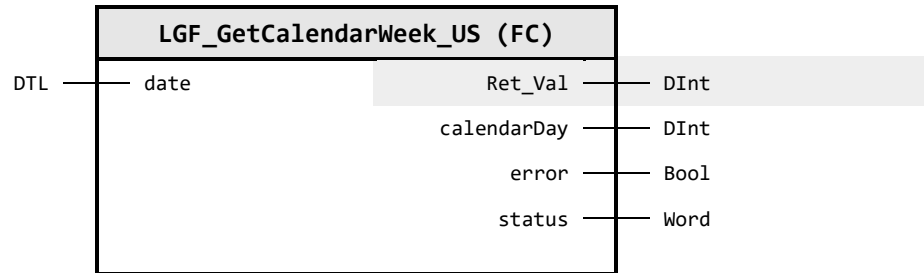 LGF_GetCalendarWeek_US (FC)
DTL date Ret_Val DInt
calendarDay DInt
error Bool
status Word